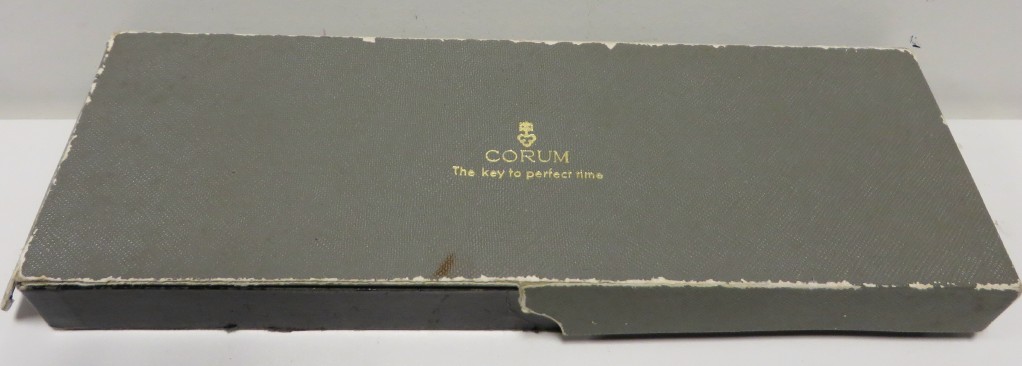 CORUM
The key to perfect time